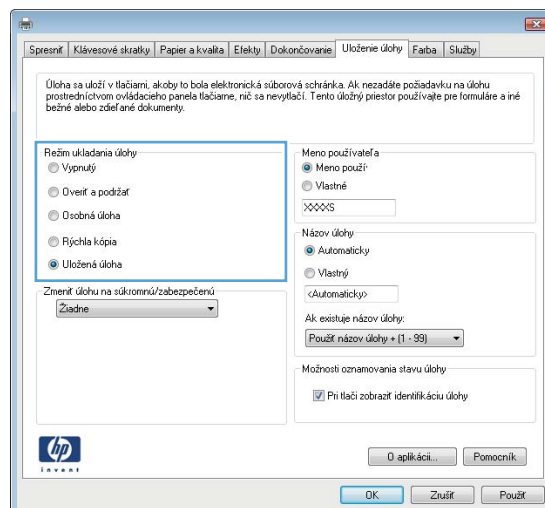 Spresniť Klávesové skratky Papier a kvalita Efekty Dokončovanie Uloženie úlohy Farba Služby
Úloha sa uloží v tlačiarni, akoby to bola elektronická súborová schránka. Ak nezadáte požiadavku na úlohu
prostredníctvom ovládacieho panela tlačiarne, nič sa nevytlačí. Tento úložný priestor používajte pre formuláre a iné
bežné alebo zdieľané dokumenty.
Režim ukladania úlohy
Vypnutý
Overiť a podržať
Osobná úloha
Rýchla kópia
Uložená úloha
Zmeniť úlohu na súkromnú/zabezpečenú
Žiadne
Meno používateľa
Meno použí
Vlastné
XXXXS
Názov úlohy
Automaticky
Vlastný
<Automaticky>
Ak existuje názov úlohy:
Použiť názov úlohy + (1 - 99)
Možnosti oznamovania stavu úlohy
Pri tlači zobraziť identifikáciu úlohy
hp
invent
O aplikácii... Pomocník
OK Zrušiť Použiť